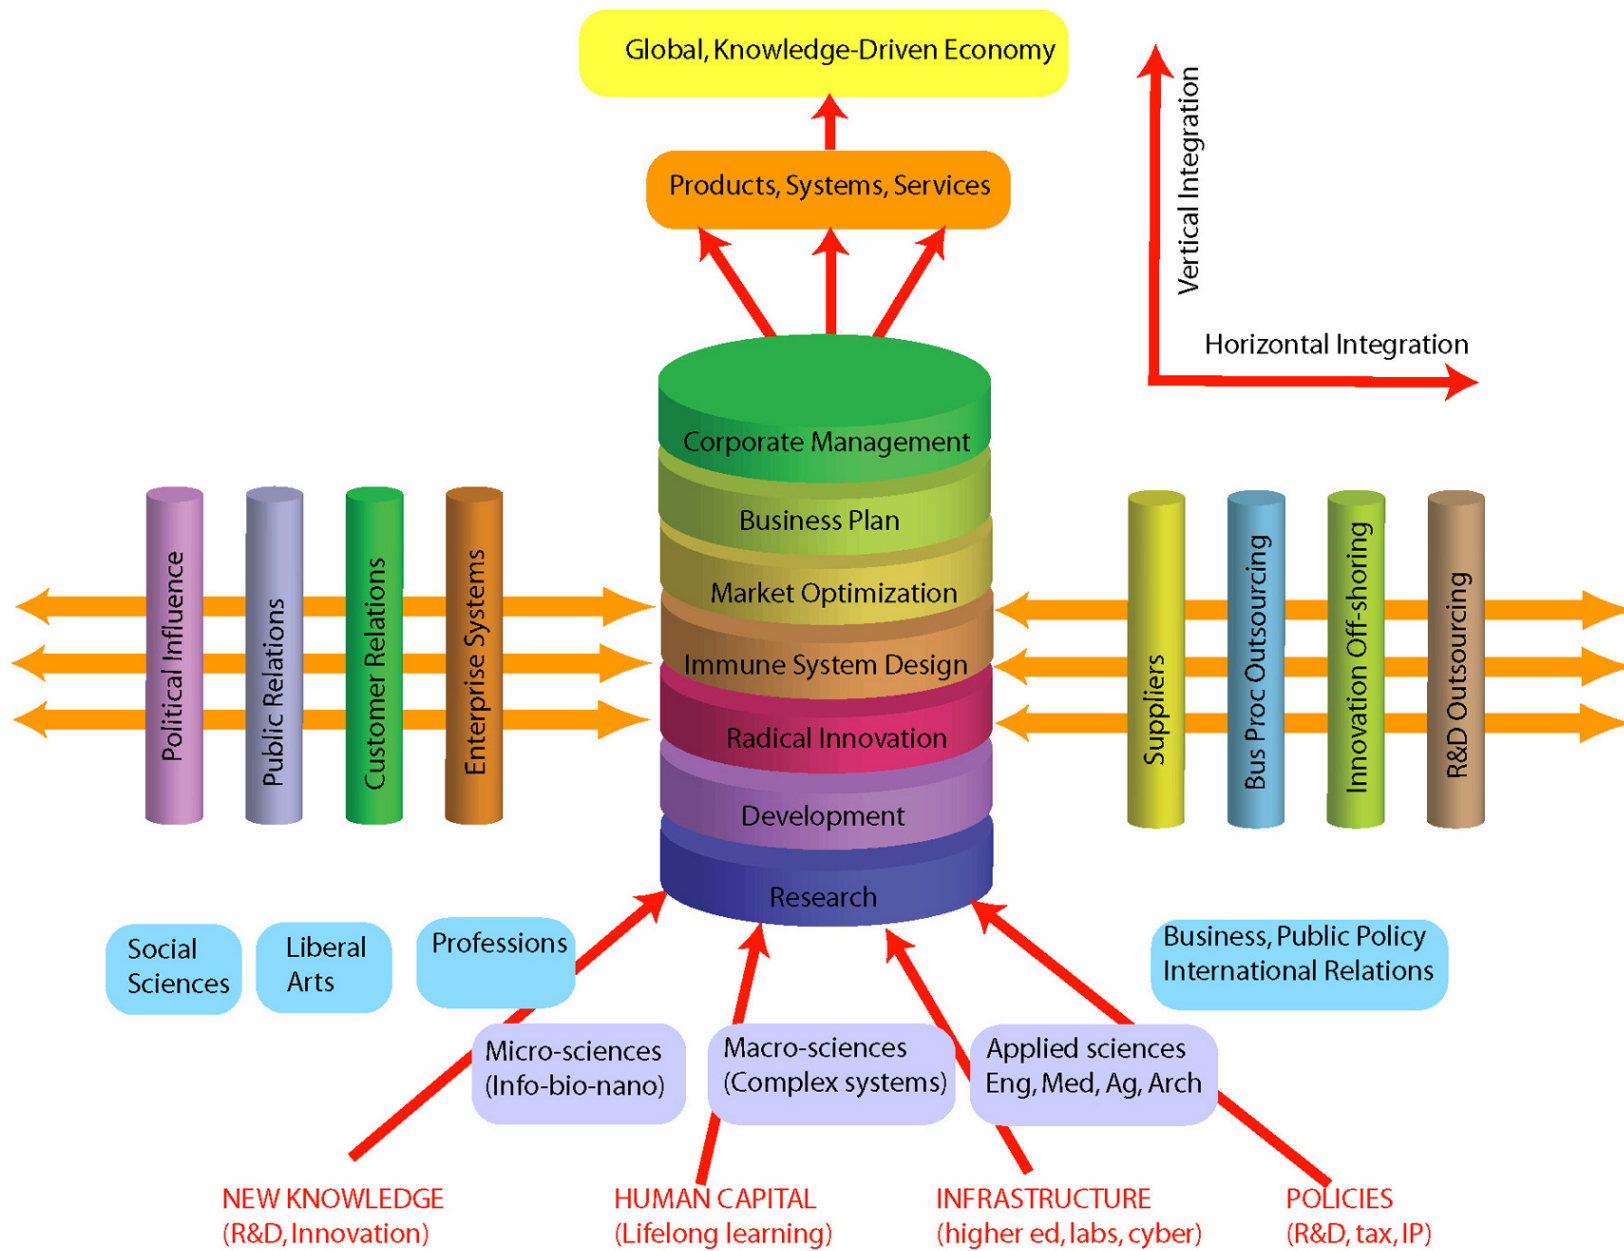 Global, Knowledge-Driven Economy
Products, Systems, Services
Vertical Integration
Horizontal Integration
Corporate Management
Business Plan
Market Optimization
Immune System Design
Radical Innovation
Development
Research
Political Influence
Public Relations
Customer Relations
Enterprise Systems
Suppliers
Bus Proc Outsourcing
Innovation Off-shoring
R&D Outsourcing
Social
Sciences
Liberal
Arts
Professions
Business, Public Policy
International Relations
Micro-sciences
(Info-bio-nano)
Macro-sciences
(Complex systems)
Applied sciences
Eng, Med, Ag, Arch
NEW KNOWLEDGE
(R&D, Innovation)
HUMAN CAPITAL
(Lifelong learning)
INFRASTRUCTURE
(higher ed, labs, cyber)
POLICIES
(R&D, tax, IP)